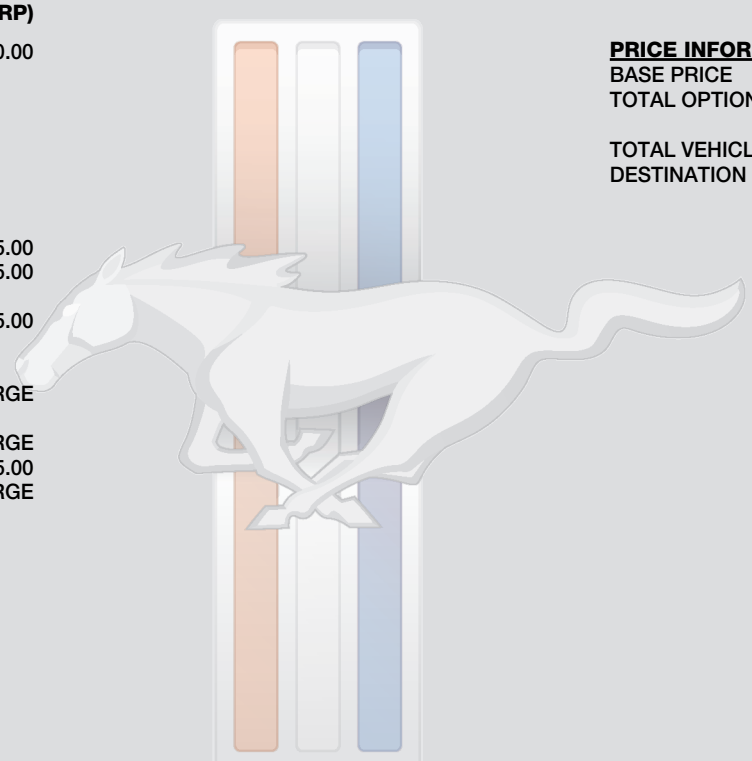 RP)
0.00
5.00
5.00
5.00
RGE
RGE
5.00
RGE
PRICE INFOR
BASE PRICE
TOTAL OPTION
TOTAL VEHICL
DESTINATION